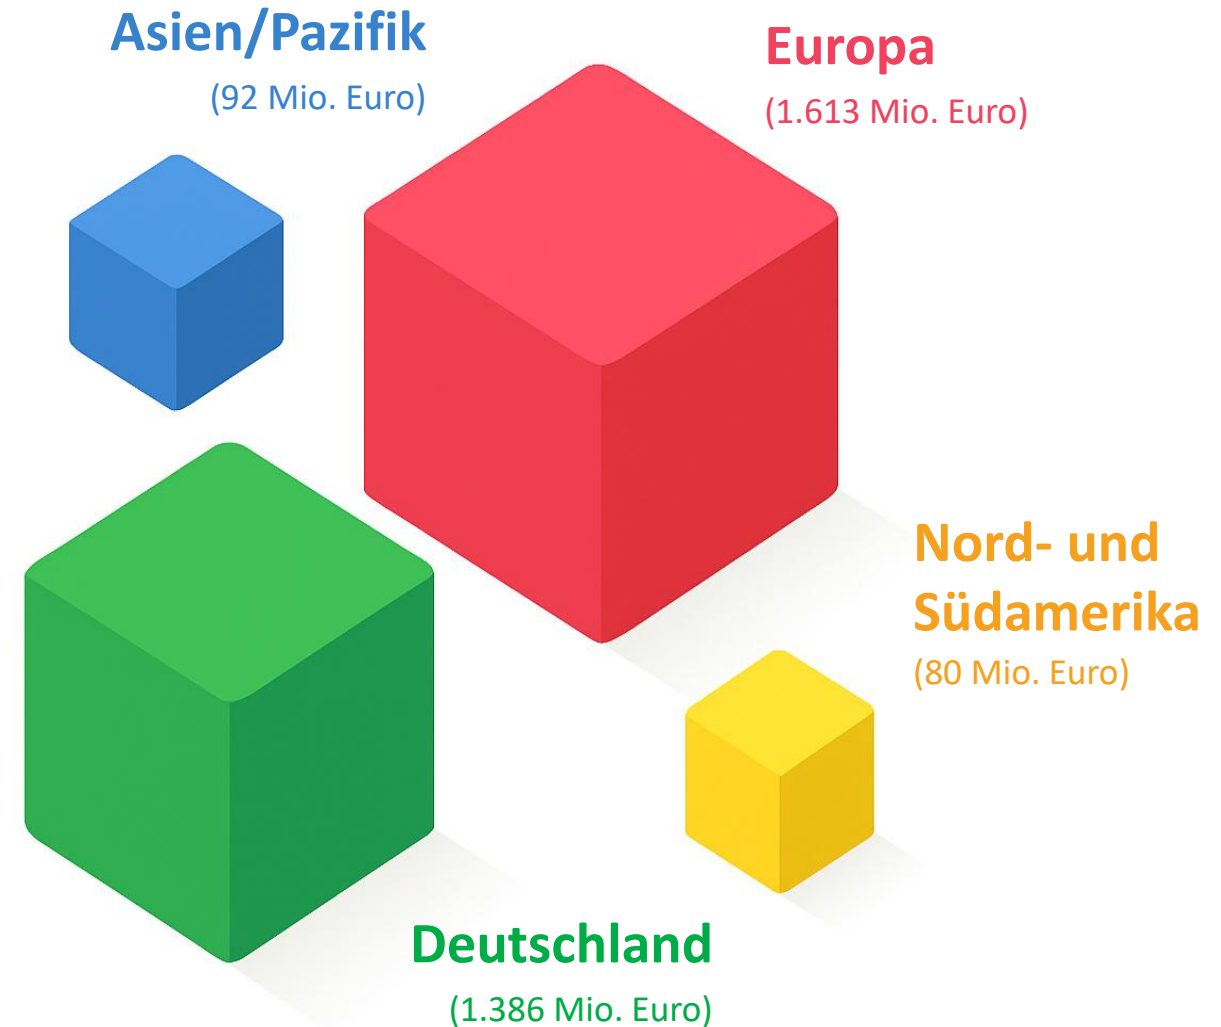 Asien/Pazifik
(92 Mio. Euro)
Europa
(1.613 Mio. Euro)
Nord- und
Südamerika
(80 Mio. Euro)
Deutschland
(1.386 Mio. Euro)